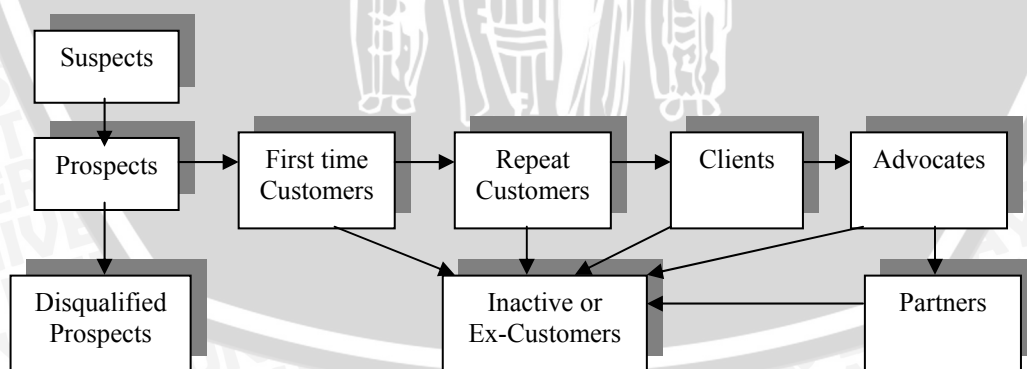 Suspects
Prospects
First time
Customers
Repeat
Customers
Clients
Advocates
Disqualified
Prospects
Inactive or
Ex-Customers
Partners